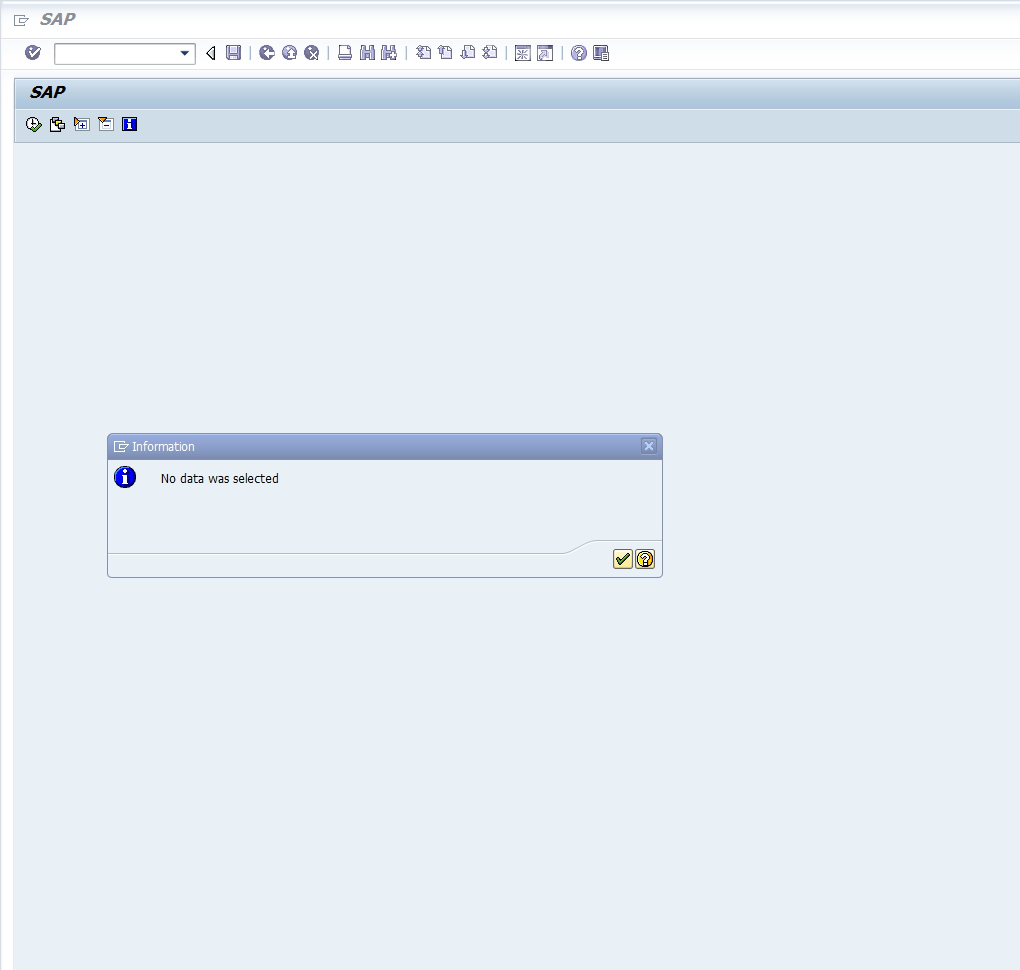 SAP
SAP
Information
No data was selected